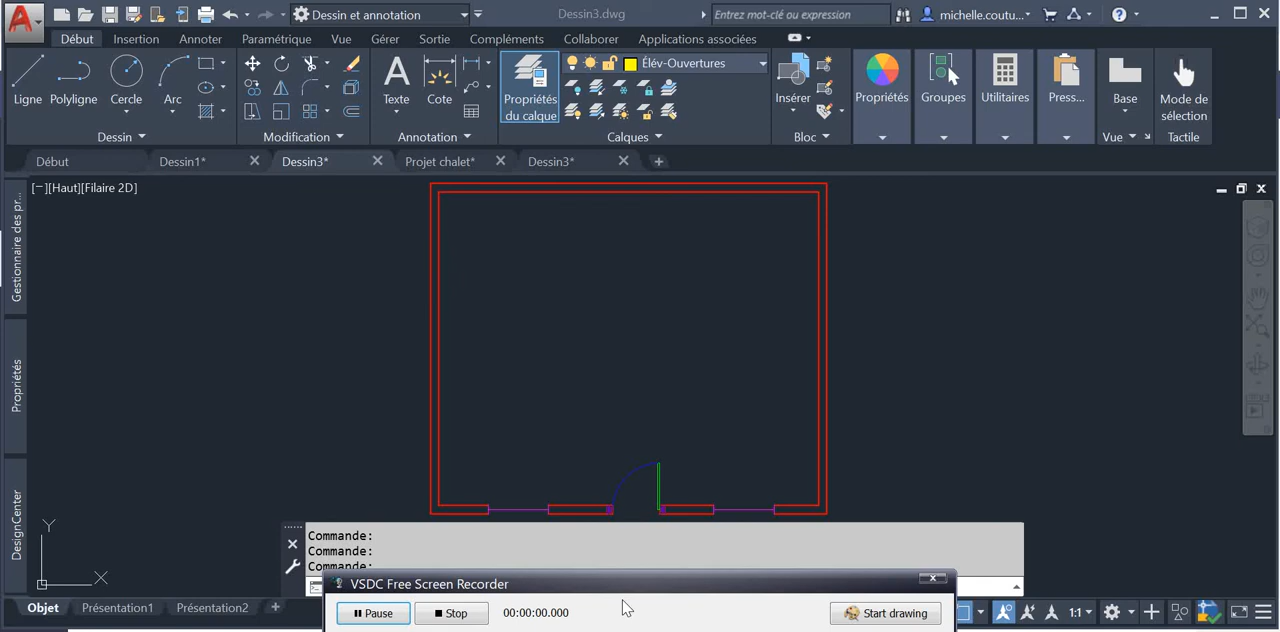 A Dessin et annotation Dessin3.dwg Entrez mot-clé ou expression michelle.coutu...
Début Insertion Annoter Paramétrique Vue Gérer Sortie Compléments Collaborer Applications associées
Élév-Ouvertures
Ligne Polyligne Cercle Arc A Texte Cote Propriétés du calque Insérer Propriétés Groupes Utilitaires Press... Base Mode de sélection
Dessin Modification Annotation Calques Bloc Vue Tactile
Début Dessin1* Dessin3* Projet chalet* Dessin3*
[−][Haut][Filaire 2D]
Gestionnaire des pr...
Propriétés
DesignCenter
Y
X
Commande:
Commande:
Commande:
VSDC Free Screen Recorder
Pause Stop 00:00:00.000 Start drawing
Objet Présentation1 Présentation2 + 1:1